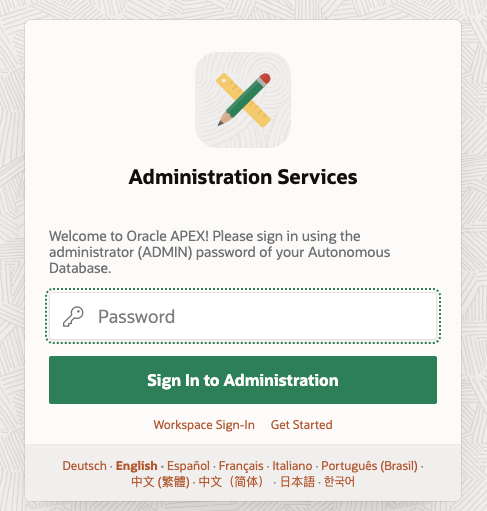 Administration Services
Welcome to Oracle APEX! Please sign in using the
administrator (ADMIN) password of your Autonomous
Database.
Password
Sign In to Administration
Workspace Sign-In Get Started
Deutsch · English · Español · Français · Italiano · Português (Brasil) ·
中文 (繁體) · 中文（简体） · 日本語 · 한국어